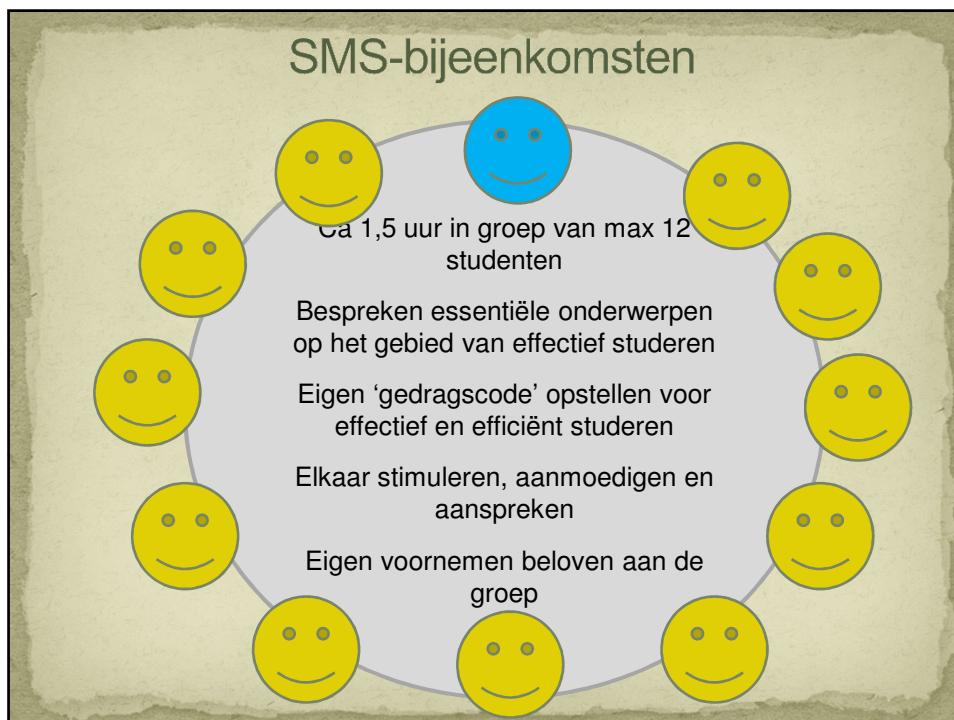 SMS-bijeenkomsten
Ca 1,5 uur in groep van max 12
studenten
Bespreken essentiële onderwerpen
op het gebied van effectief studeren
Eigen ‘gedragscode’ opstellen voor
effectief en efficiënt studeren
Elkaar stimuleren, aanmoedigen en
aanspreken
Eigen voornemen beloven aan de
groep